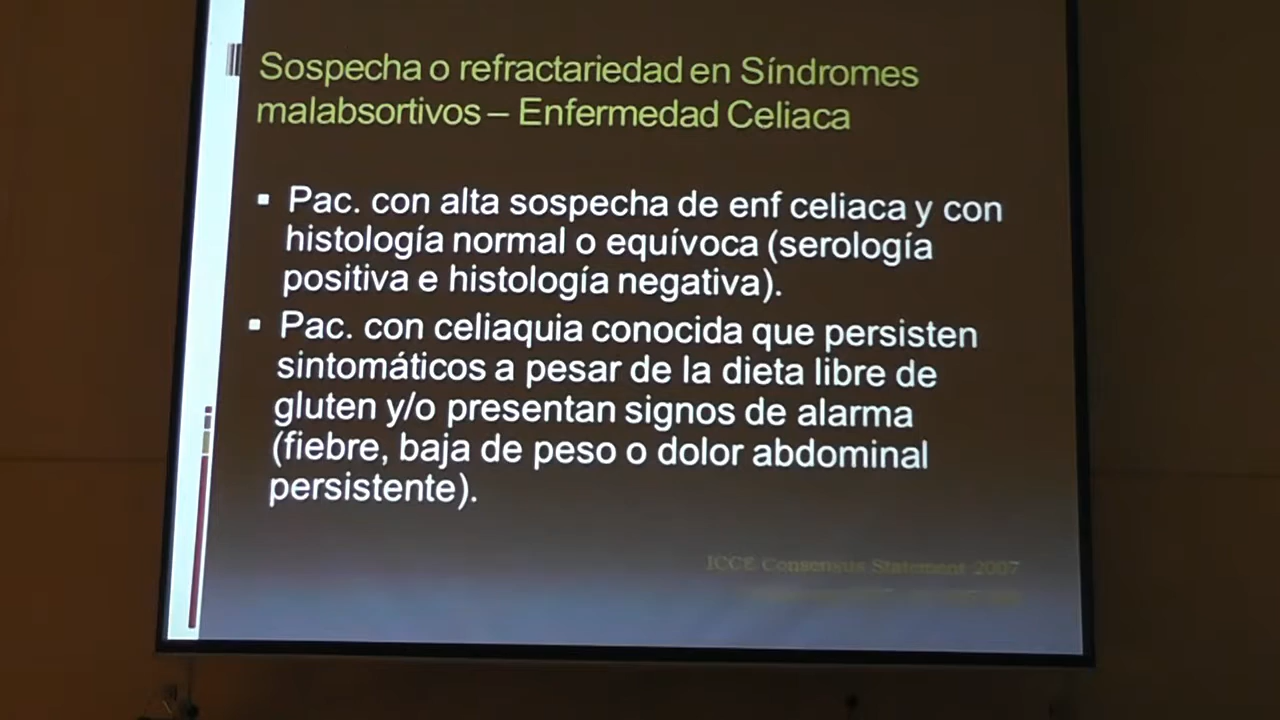 Sospecha o refractariedad en Síndromes
malabsortivos – Enfermedad Celiaca
▪ Pac. con alta sospecha de enf celiaca y con
histología normal o equívoca (serología
positiva e histología negativa).
▪ Pac. con celiaquia conocida que persisten
sintomáticos a pesar de la dieta libre de
gluten y/o presentan signos de alarma
(fiebre, baja de peso o dolor abdominal
persistente).
ICCE Consensus Statement 2007